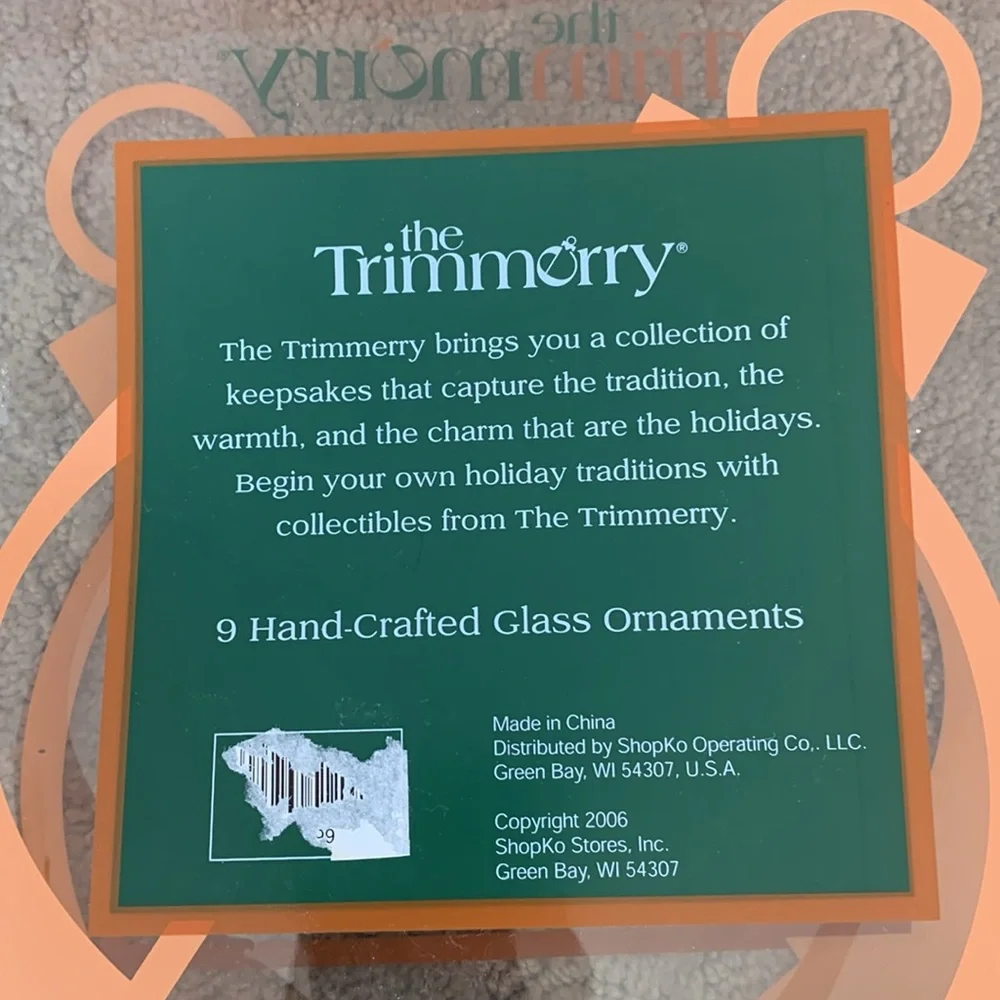 the
Trimmerry
the
Trimmerry®
The Trimmerry brings you a collection of
keepsakes that capture the tradition, the
warmth, and the charm that are the holidays.
Begin your own holiday traditions with
collectibles from The Trimmerry.
9 Hand-Crafted Glass Ornaments
Made in China
Distributed by ShopKo Operating Co,. LLC.
Green Bay, WI 54307, U.S.A.
Copyright 2006
ShopKo Stores, Inc.
Green Bay, WI 54307